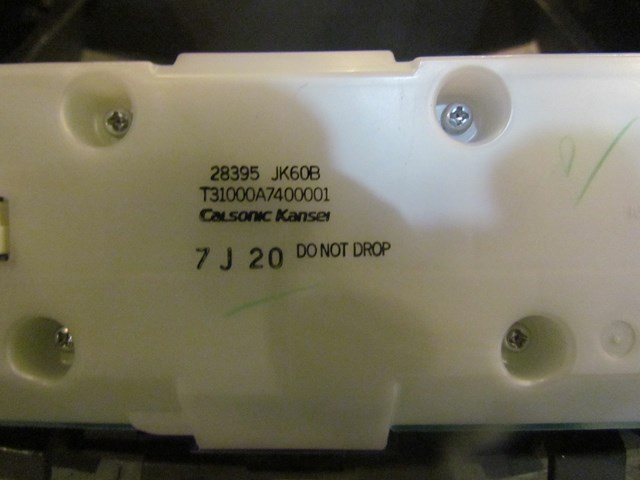 28395 JK60B
T31000A7400001
Calsonic Kansei
7 J 20 DO NOT DROP